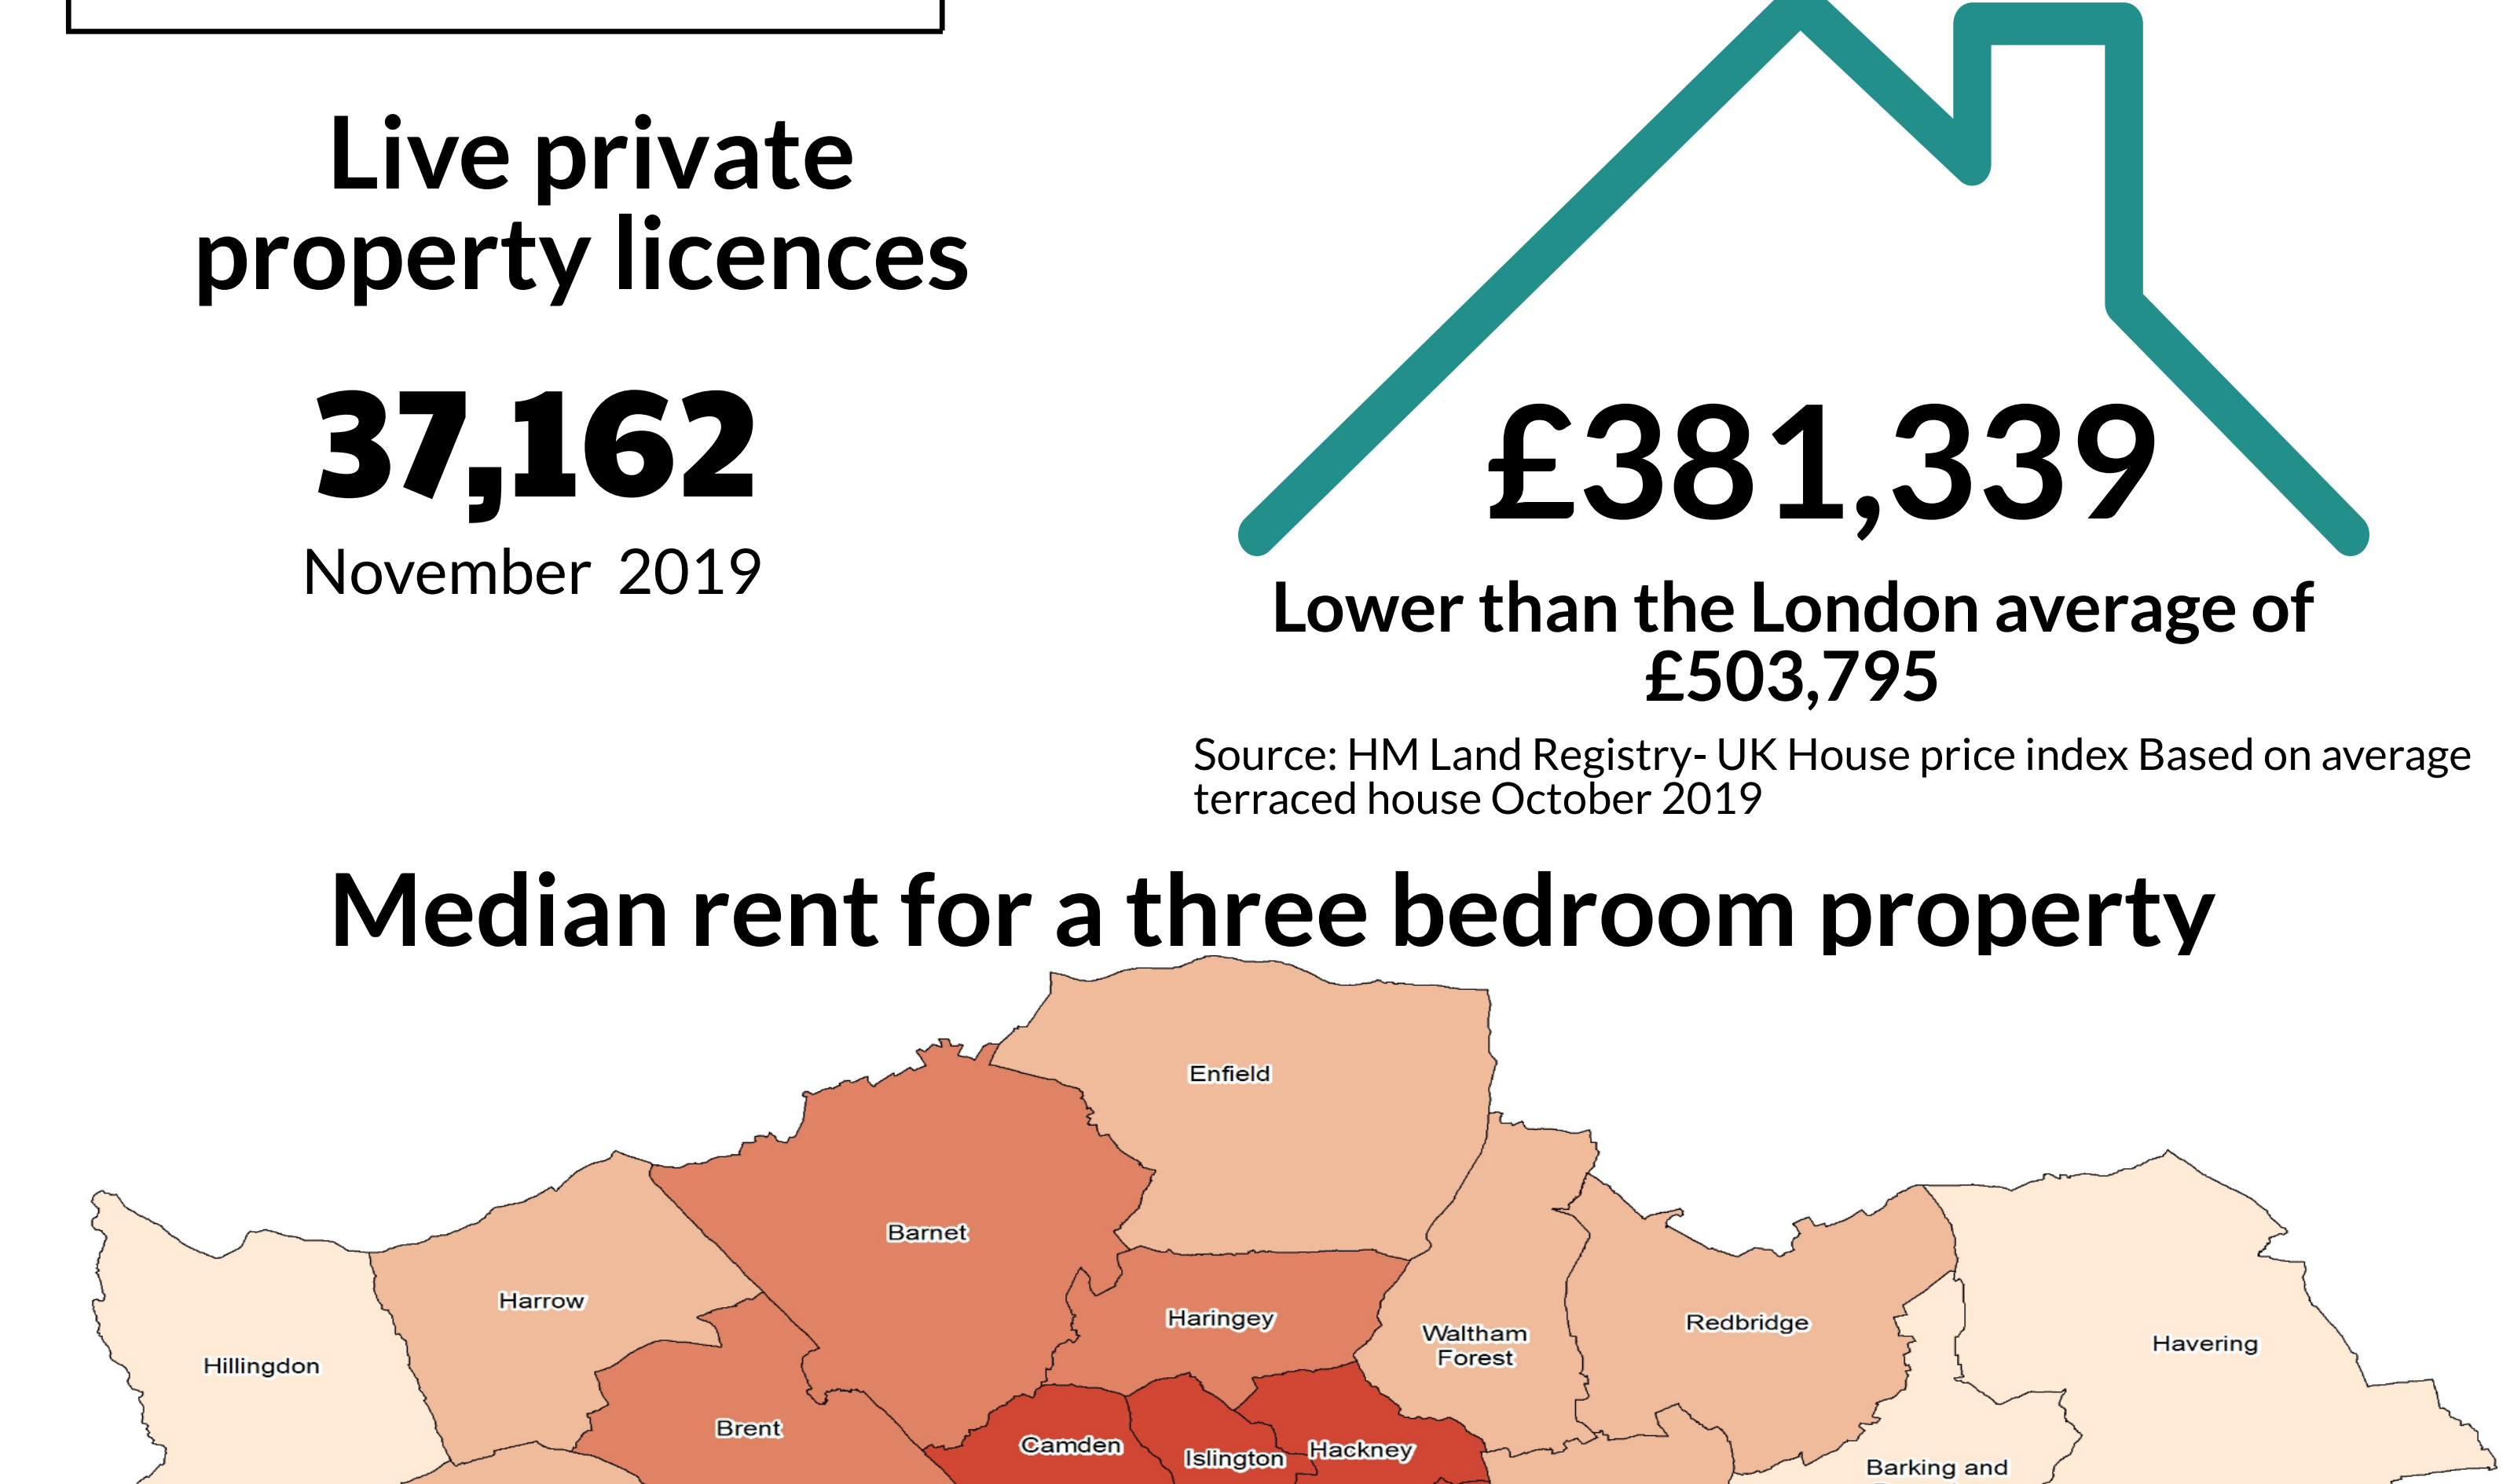 Live private
property licences
37,162
November 2019
£381,339
Lower than the London average of
£503,795
Source: HM Land Registry- UK House price index Based on average
terraced house October 2019
Median rent for a three bedroom property
Enfield
Barnet
Harrow
Haringey
Redbridge
Waltham
Forest
Havering
Hillingdon
Brent
Camden
Islington
Hackney
Barking and